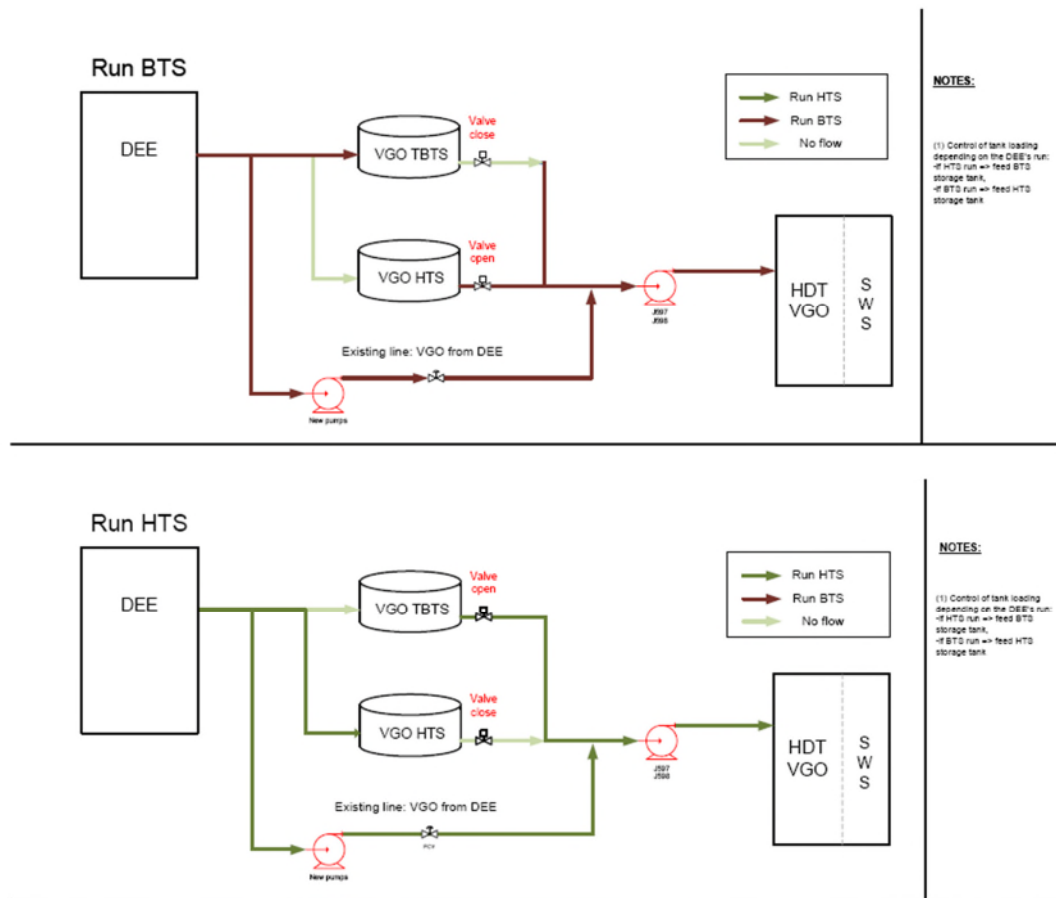 Run BTS
DEE
VGO TBTS
Valve
close
VGO HTS
Valve
open
Existing line: VGO from DEE
New pumps
J597
J598
HDT
VGO
S
W
S
Run HTS
Run BTS
No flow
NOTES:
(1) Control of tank loading
depending on the DEE's run:
-If HTS run => feed BTS
storage tank,
-If BTS run => feed HTS
storage tank
Run HTS
DEE
VGO TBTS
Valve
open
VGO HTS
Valve
close
Existing line: VGO from DEE
New pumps
J597
J598
HDT
VGO
S
W
S
Run HTS
Run BTS
No flow
NOTES:
(1) Control of tank loading
depending on the DEE's run:
-If HTS run => feed BTS
storage tank,
-If BTS run => feed HTS
storage tank